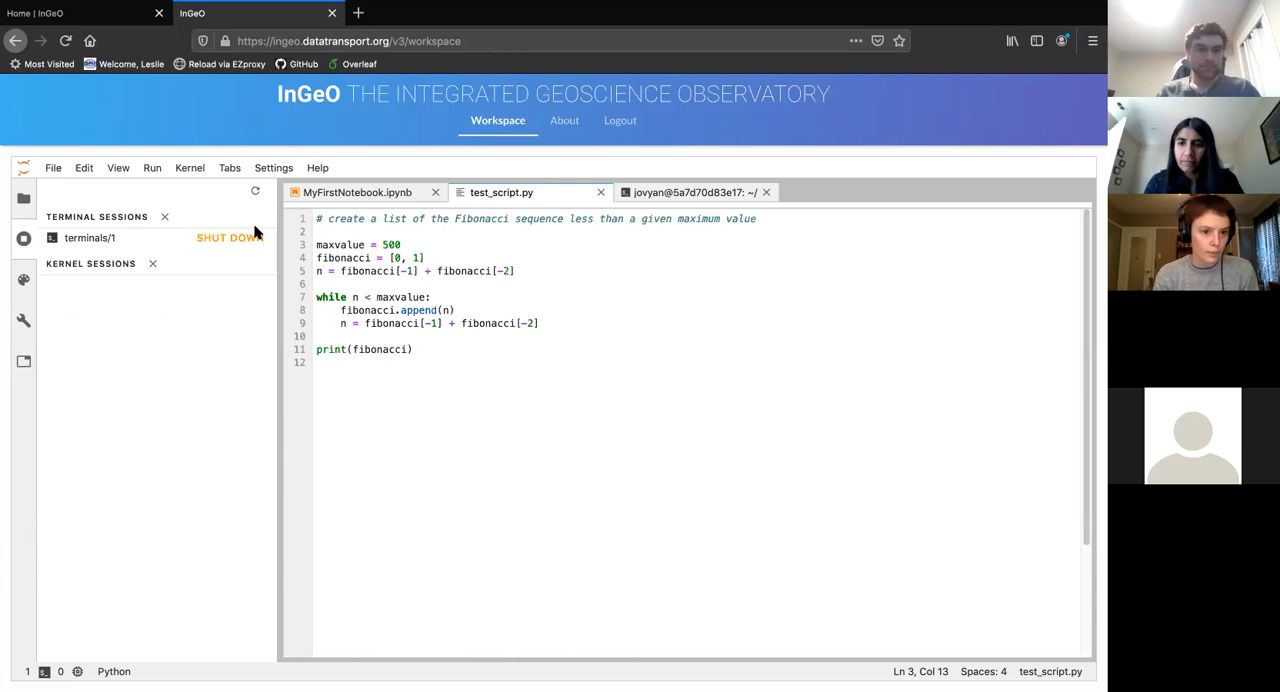 Home | InGeO
InGeO
https://ingeo.datatransport.org/v3/workspace
Most Visited Welcome, Leslie Reload via EZproxy GitHub Overleaf
InGeO THE INTEGRATED GEOSCIENCE OBSERVATORY
Workspace About Logout
File Edit View Run Kernel Tabs Settings Help
MyFirstNotebook.ipynb test_script.py jovyan@5a7d70d83e17: ~/
TERMINAL SESSIONS
terminals/1 SHUT DOWN
KERNEL SESSIONS
1 # create a list of the Fibonacci sequence less than a given maximum value
2
3 maxvalue = 500
4 fibonacci = [0, 1]
5 n = fibonacci[-1] + fibonacci[-2]
6
7 while n < maxvalue:
8     fibonacci.append(n)
9     n = fibonacci[-1] + fibonacci[-2]
10
11 print(fibonacci)
12
1 0 Python Ln 3, Col 13 Spaces: 4 test_script.py